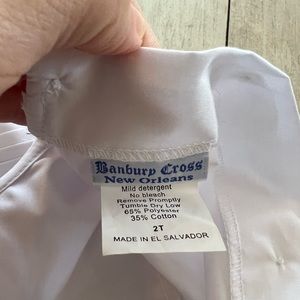 Banbury Cross
New Orleans
Mild detergent
No bleach
Remove Promptly
Tumble Dry Low
65% Polyester
35% Cotton
2T
MADE IN EL SALVADOR